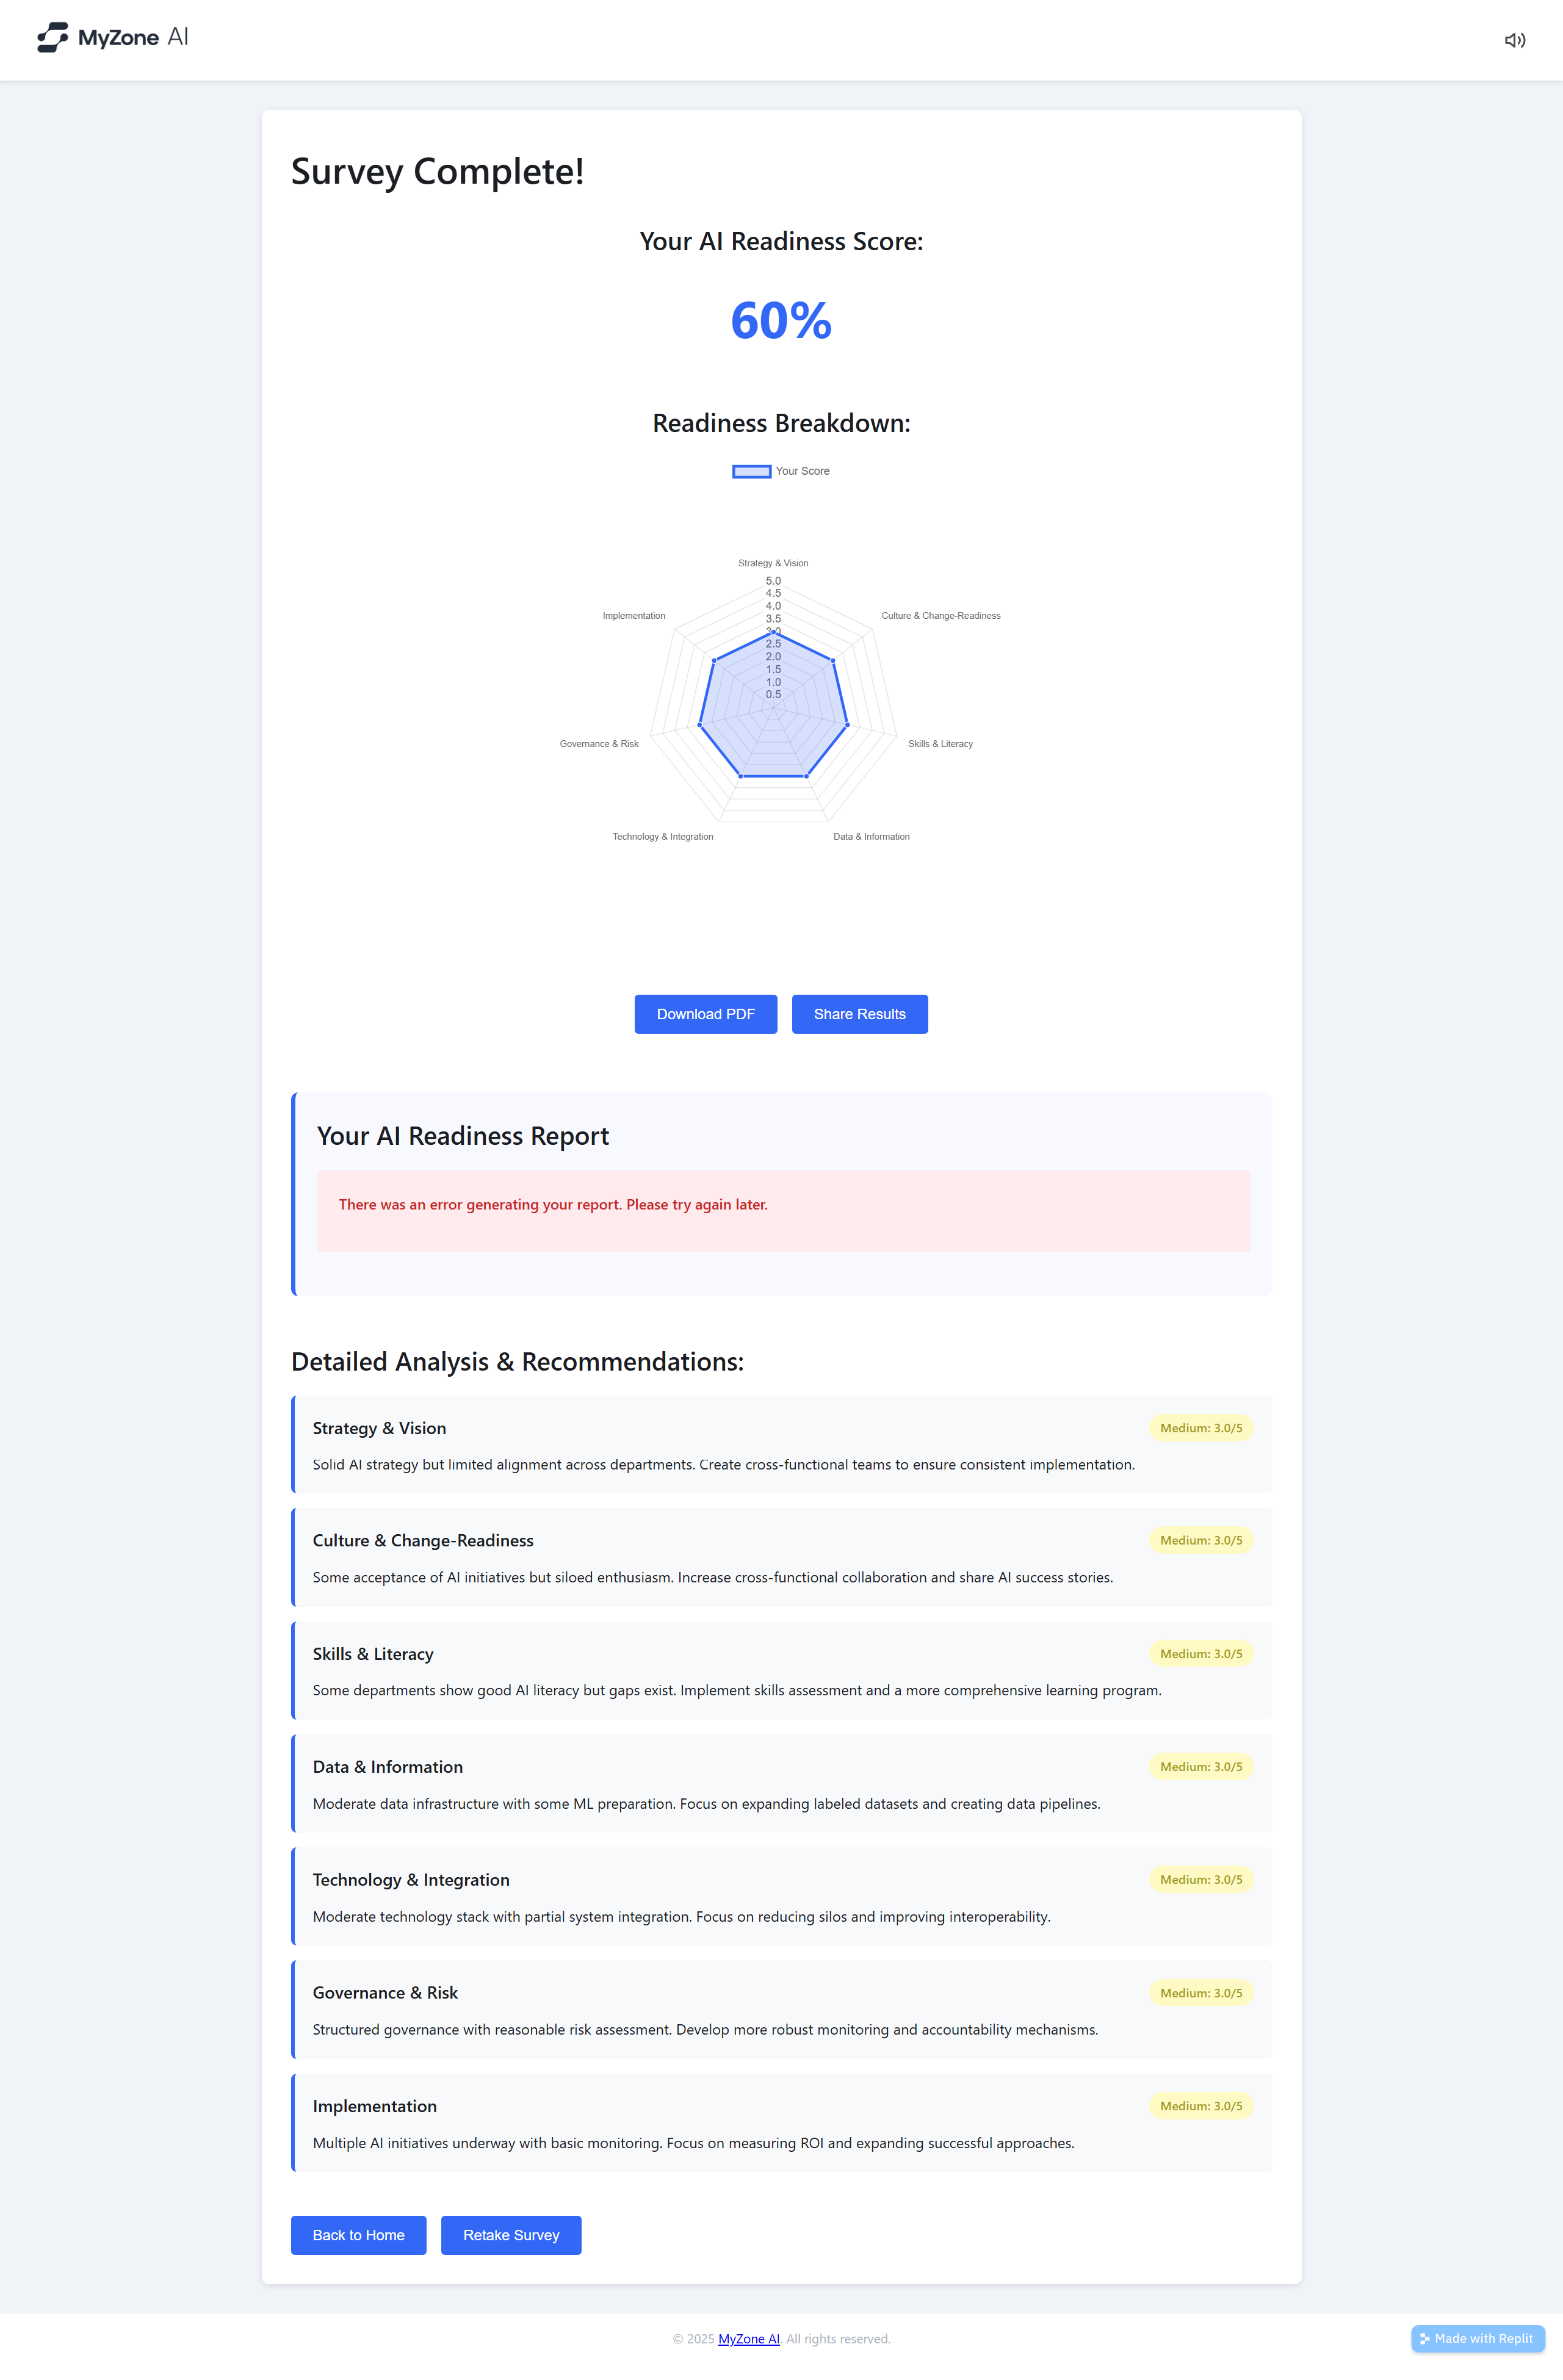 MyZone AI
Survey Complete!
Your AI Readiness Score:
60%
Readiness Breakdown:
Your Score
Strategy & Vision
5.0
4.5
4.0
3.5
3.0
2.5
2.0
1.5
1.0
0.5
Implementation
Culture & Change-Readiness
Governance & Risk
Skills & Literacy
Technology & Integration
Data & Information
Download PDF
Share Results
Your AI Readiness Report
There was an error generating your report. Please try again later.
Detailed Analysis & Recommendations:
Strategy & Vision
Medium: 3.0/5
Solid AI strategy but limited alignment across departments. Create cross-functional teams to ensure consistent implementation.
Culture & Change-Readiness
Medium: 3.0/5
Some acceptance of AI initiatives but siloed enthusiasm. Increase cross-functional collaboration and share AI success stories.
Skills & Literacy
Medium: 3.0/5
Some departments show good AI literacy but gaps exist. Implement skills assessment and a more comprehensive learning program.
Data & Information
Medium: 3.0/5
Moderate data infrastructure with some ML preparation. Focus on expanding labeled datasets and creating data pipelines.
Technology & Integration
Medium: 3.0/5
Moderate technology stack with partial system integration. Focus on reducing silos and improving interoperability.
Governance & Risk
Medium: 3.0/5
Structured governance with reasonable risk assessment. Develop more robust monitoring and accountability mechanisms.
Implementation
Medium: 3.0/5
Multiple AI initiatives underway with basic monitoring. Focus on measuring ROI and expanding successful approaches.
Back to Home
Retake Survey
© 2025 MyZone AI. All rights reserved.
Made with Replit